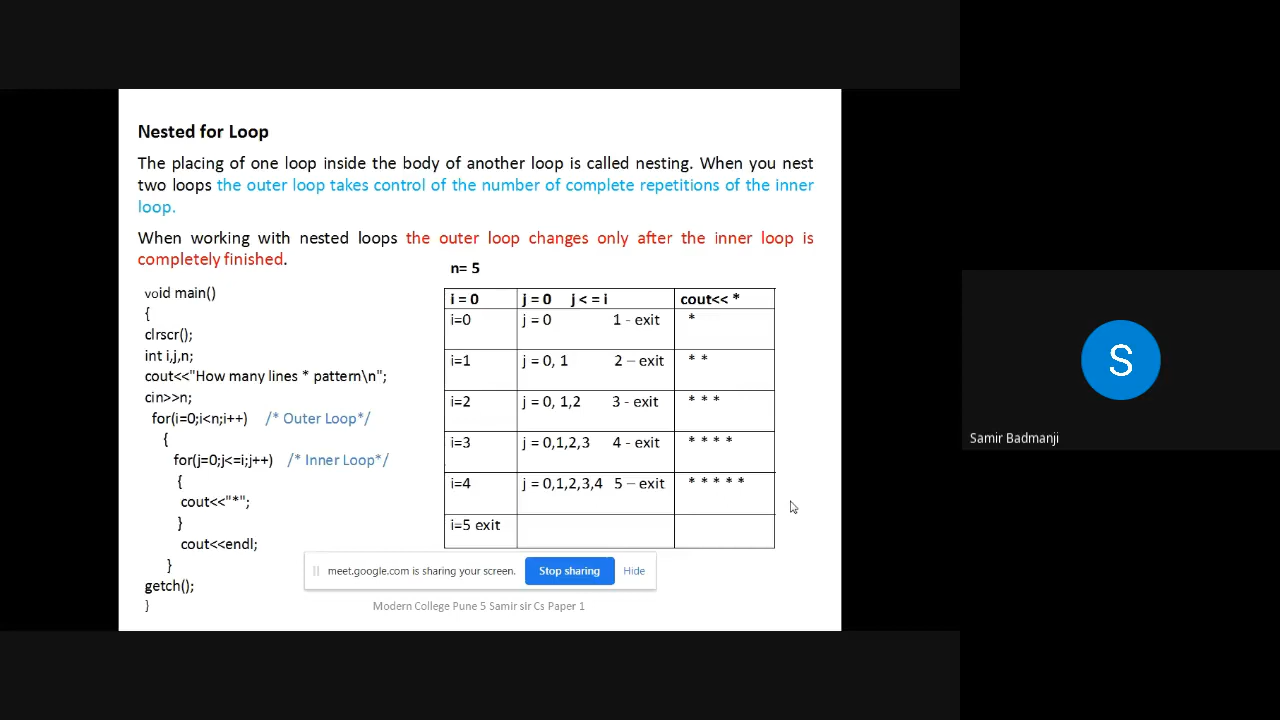 Nested for Loop
The placing of one loop inside the body of another loop is called nesting. When you nest
two loops the outer loop takes control of the number of complete repetitions of the inner
loop.
When working with nested loops the outer loop changes only after the inner loop is
completely finished.
void main()
{
clrscr();
int i,j,n;
cout<<"How many lines * pattern\n";
cin>>n;
for(i=0;i<n;i++) /* Outer Loop*/
{
for(j=0;j<=i;j++) /* Inner Loop*/
{
cout<<"*";
}
cout<<endl;
}
getch();
}
n= 5
i = 0 j = 0 j < = i cout<< *
i=0 j = 0 1 - exit *
i=1 j = 0, 1 2 – exit * *
i=2 j = 0, 1,2 3 - exit * * *
i=3 j = 0,1,2,3 4 - exit * * * *
i=4 j = 0,1,2,3,4 5 – exit * * * * *
i=5 exit
meet.google.com is sharing your screen. Stop sharing Hide
Modern College Pune 5 Samir sir Cs Paper 1
S
Samir Badmanji